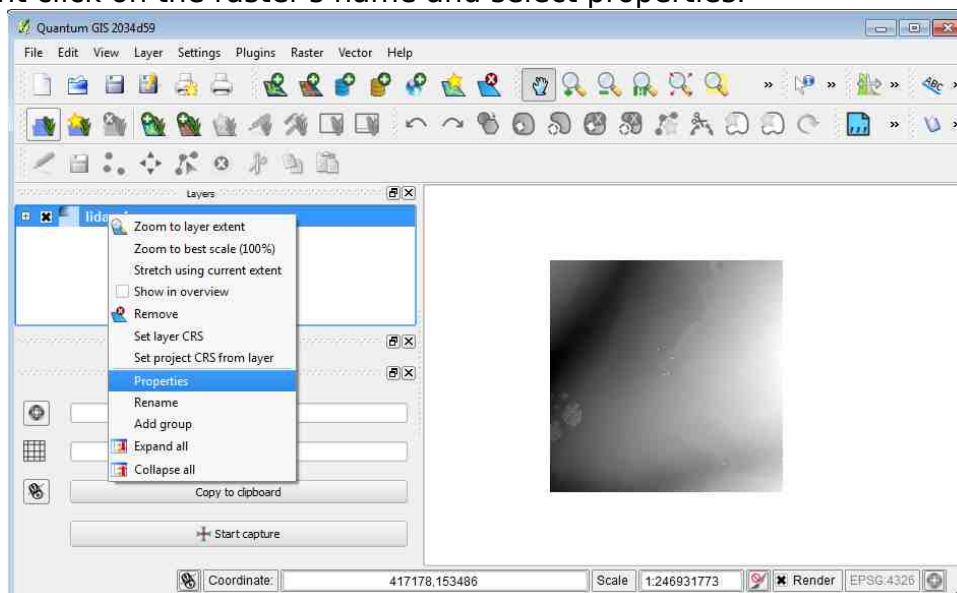 nt click on the raster's name and select properties.
Quantum GIS 2034d59
File Edit View Layer Settings Plugins Raster Vector Help
» » » ABC »
» »
Layers
Zoom to layer extent
Zoom to best scale (100%)
Stretch using current extent
Show in overview
Remove
Set layer CRS
Set project CRS from layer
Properties
Rename
Add group
Expand all
Collapse all
Copy to clipboard
Start capture
Coordinate: 417178,153486 Scale 1:246931773 Render EPSG:4326